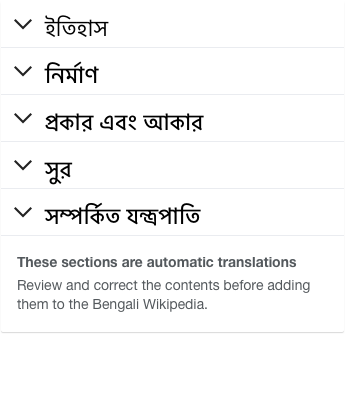 ইতিহাস
নির্মাণ
প্রকার এবং আকার
সুর
সম্পর্কিত যন্ত্রপাতি
These sections are automatic translations
Review and correct the contents before adding
them to the Bengali Wikipedia.